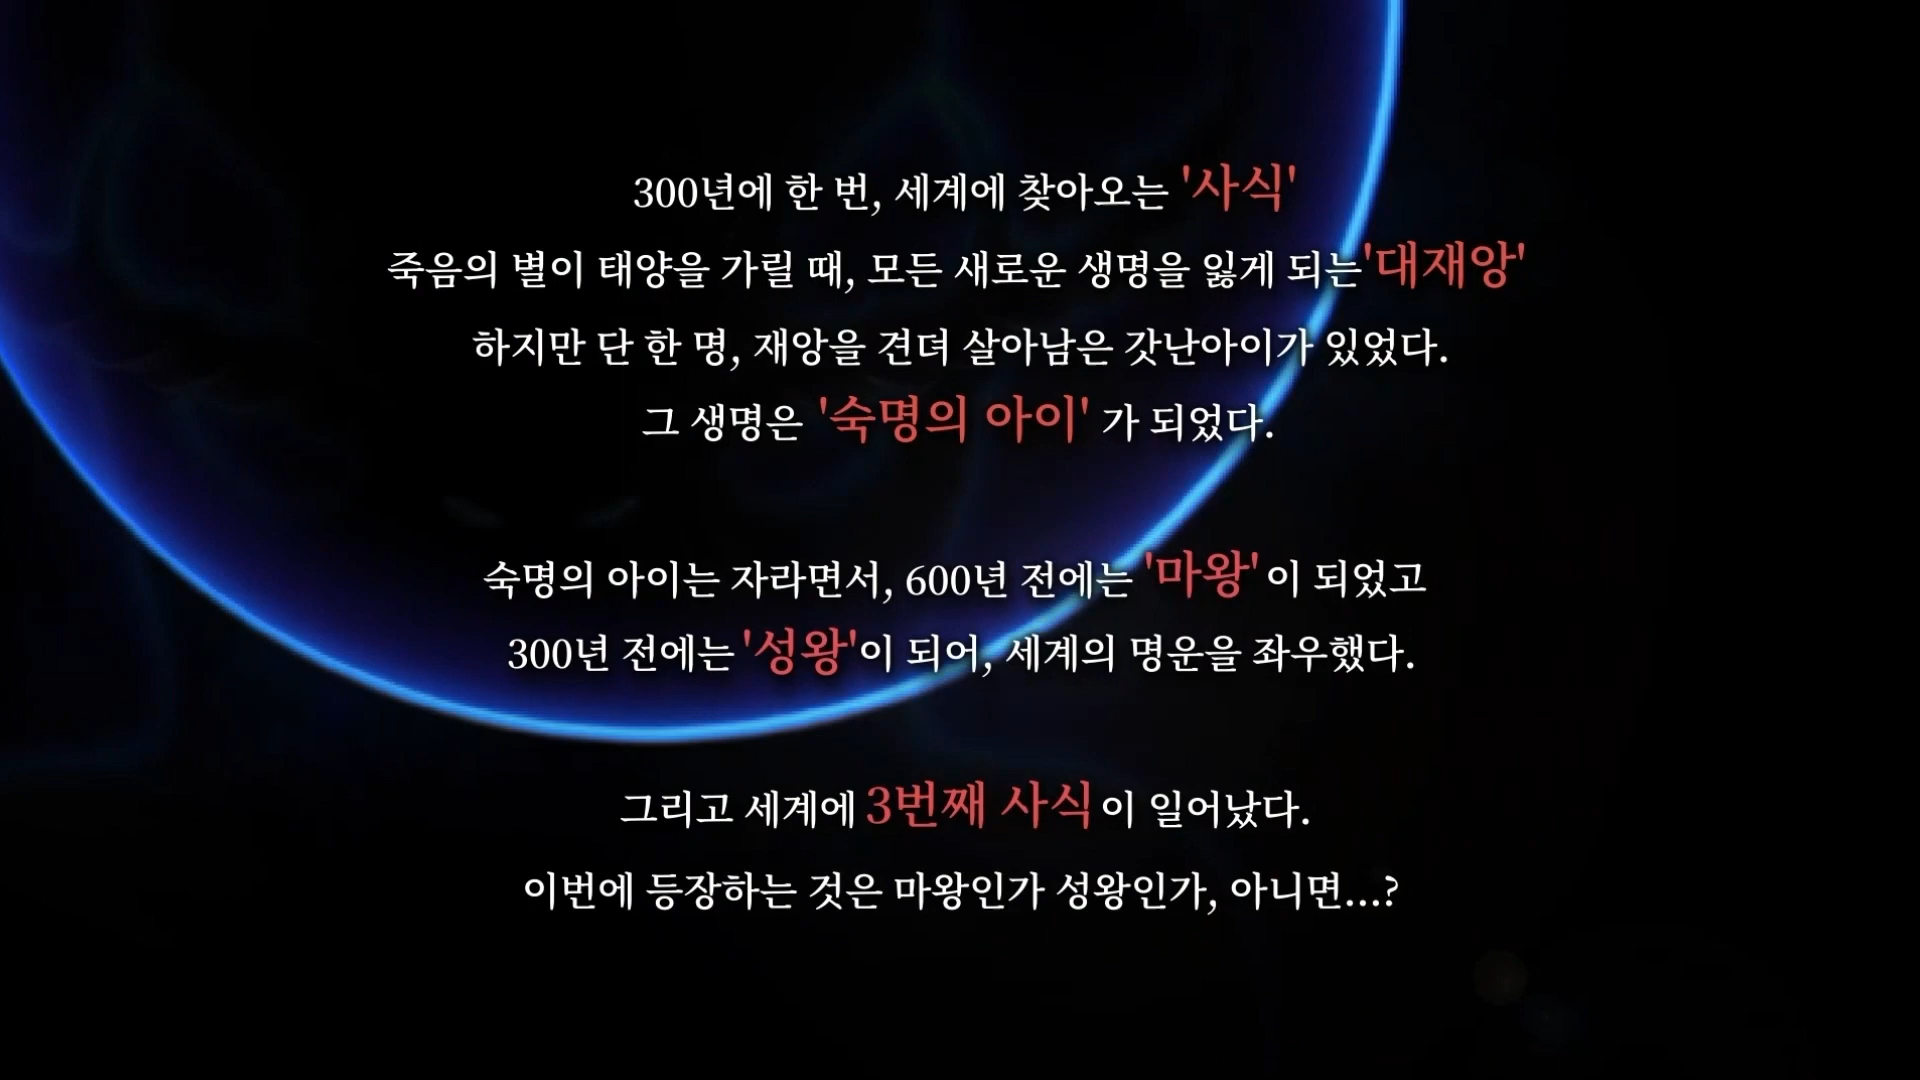 300년에 한 번, 세계에 찾아오는 '사식'
죽음의 별이 태양을 가릴 때, 모든 새로운 생명을 잃게 되는'대재앙'
하지만 단 한 명, 재앙을 견뎌 살아남은 갓난아이가 있었다.
그 생명은 '숙명의 아이' 가 되었다.
숙명의 아이는 자라면서, 600년 전에는 '마왕'이 되었고
300년 전에는 '성왕'이 되어, 세계의 명운을 좌우했다.
그리고 세계에 3번째 사식이 일어났다.
이번에 등장하는 것은 마왕인가 성왕인가, 아니면...?